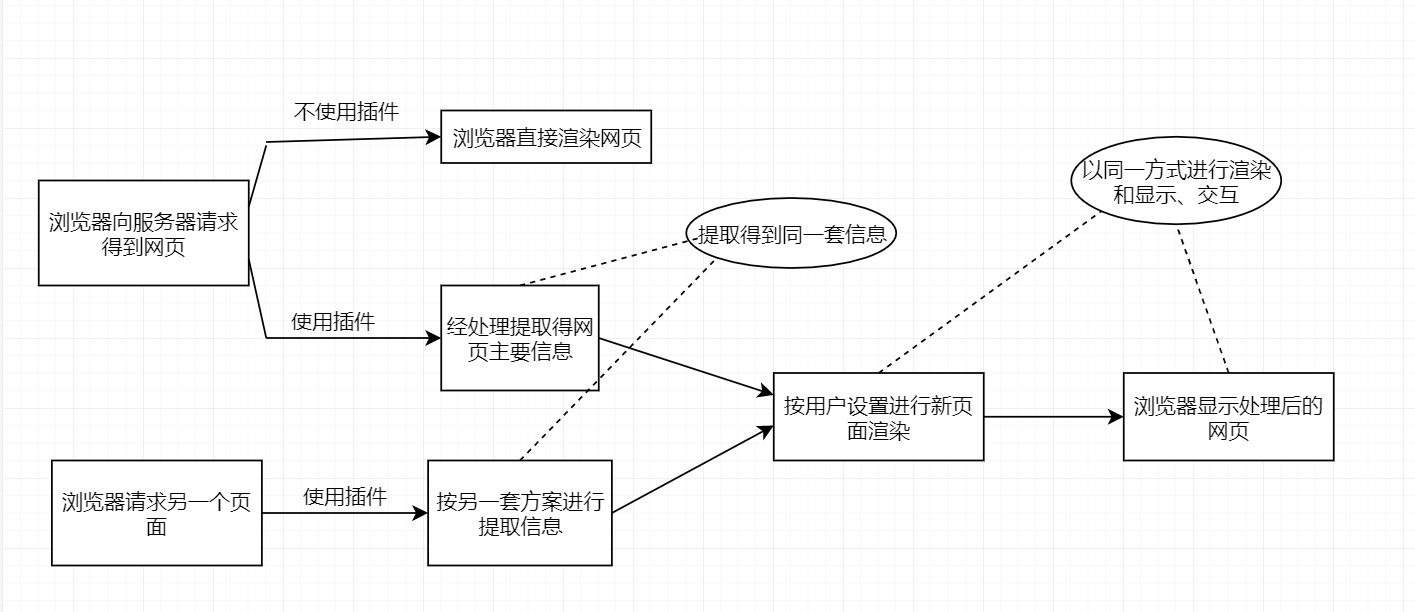 不使用插件
浏览器直接渲染网页
浏览器向服务器请求
得到网页
以同一方式进行渲染
和显示、交互
提取得到同一套信息
使用插件
经处理提取得网
页主要信息
按用户设置进行新页
面渲染
浏览器显示处理后的
网页
浏览器请求另一个页
面
使用插件
按另一套方案进行
提取信息